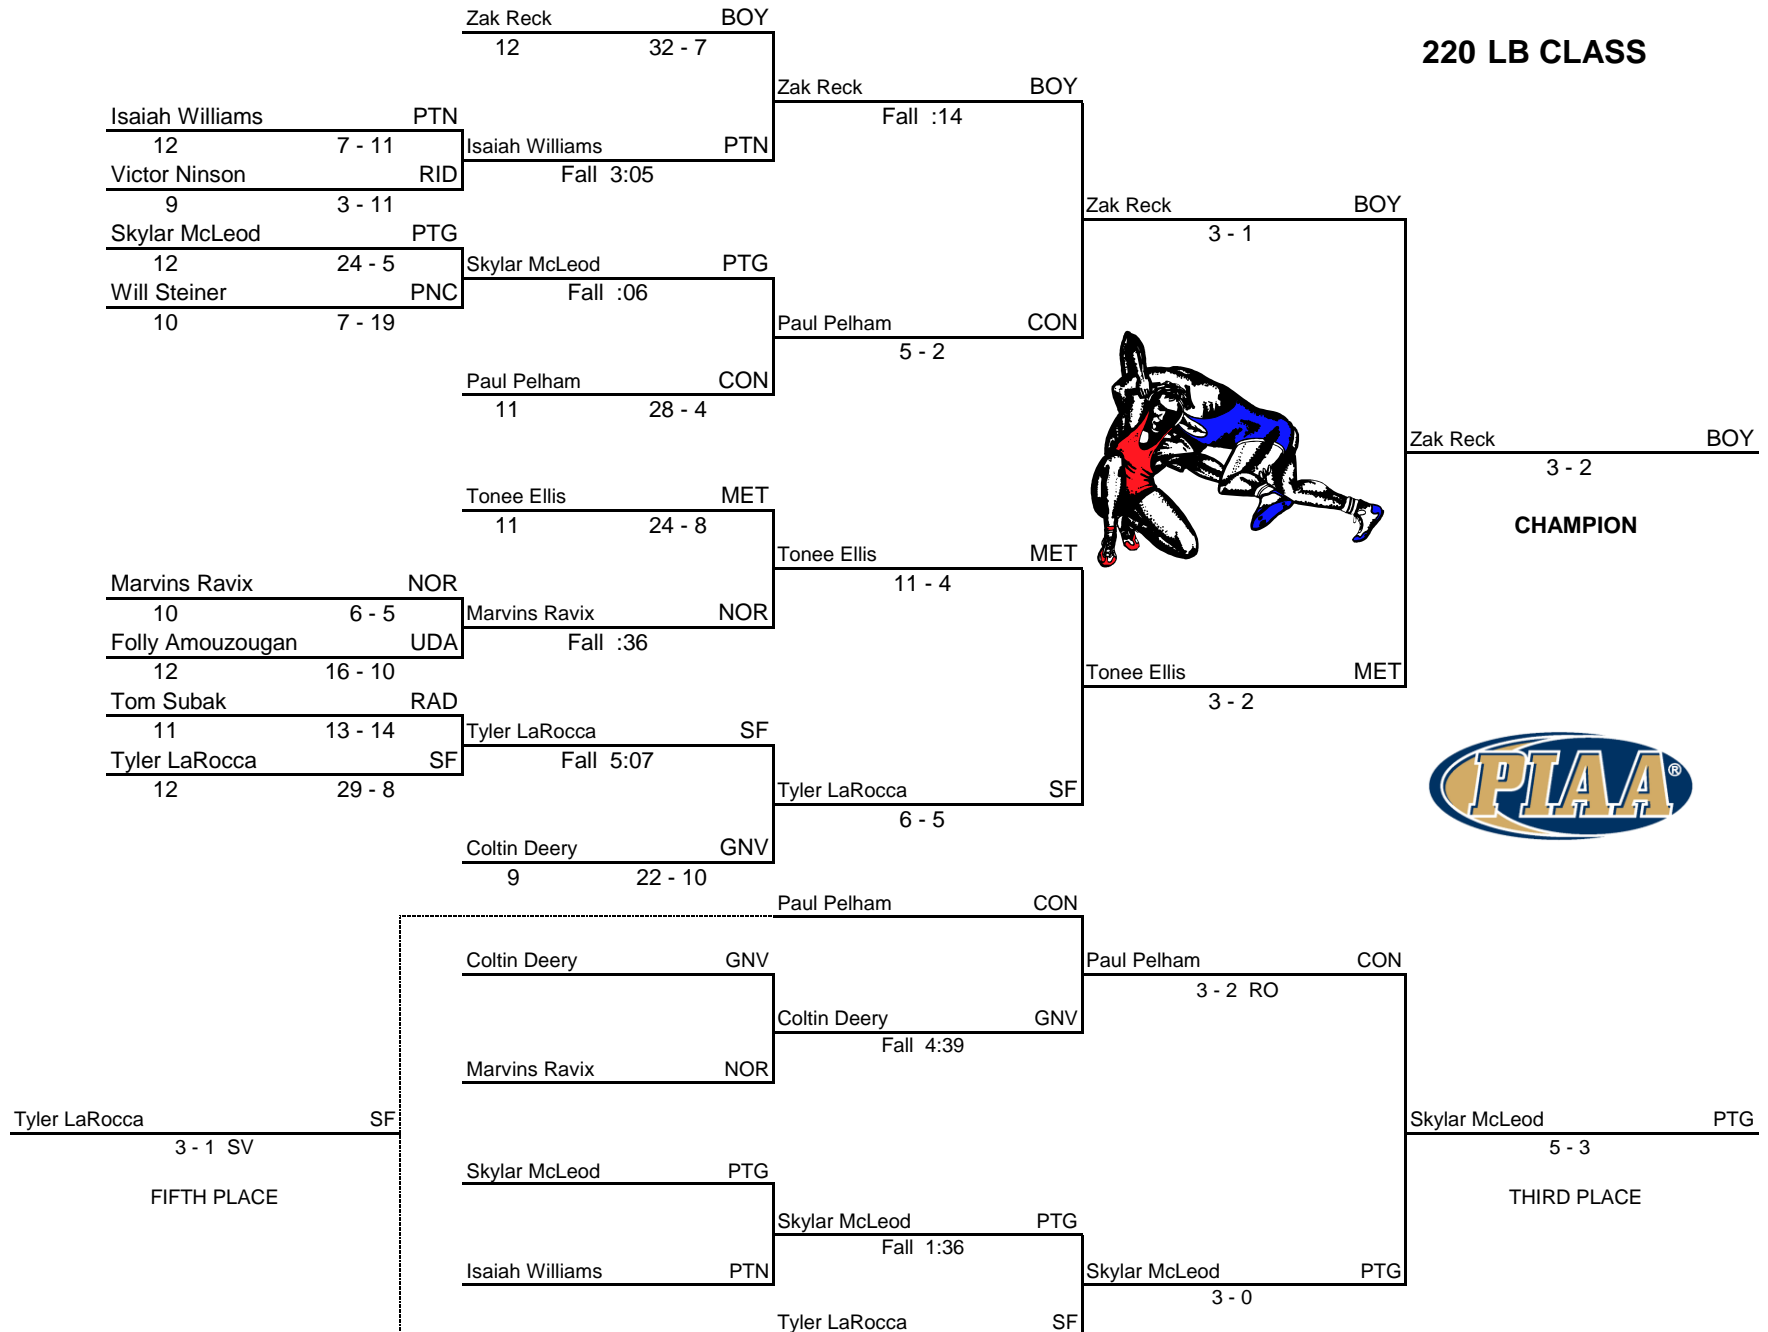 Zak Reck BOY
12 32 - 7
220 LB CLASS
Zak Reck BOY
Fall :14
Isaiah Williams PTN
12 7 - 11
Isaiah Williams PTN
Fall 3:05
Victor Ninson RID
9 3 - 11
Zak Reck BOY
3 - 1
Skylar McLeod PTG
12 24 - 5
Skylar McLeod PTG
Fall :06
Will Steiner PNC
10 7 - 19
Paul Pelham CON
5 - 2
Paul Pelham CON
11 28 - 4
Zak Reck BOY
3 - 2
CHAMPION
Tonee Ellis MET
11 24 - 8
Tonee Ellis MET
11 - 4
Marvins Ravix NOR
10 6 - 5
Marvins Ravix NOR
Fall :36
Folly Amouzougan UDA
12 16 - 10
Tonee Ellis MET
3 - 2
Tom Subak RAD
11 13 - 14
Tyler LaRocca SF
Fall 5:07
Tyler LaRocca SF
12 29 - 8
Tyler LaRocca SF
6 - 5
PIAA®
Coltin Deery GNV
9 22 - 10
Paul Pelham CON
Coltin Deery GNV
Paul Pelham CON
3 - 2 RO
Coltin Deery GNV
Fall 4:39
Marvins Ravix NOR
Tyler LaRocca SF
3 - 1 SV
FIFTH PLACE
Skylar McLeod PTG
5 - 3
THIRD PLACE
Skylar McLeod PTG
Skylar McLeod PTG
Fall 1:36
Isaiah Williams PTN
Skylar McLeod PTG
3 - 0
Tyler LaRocca SF